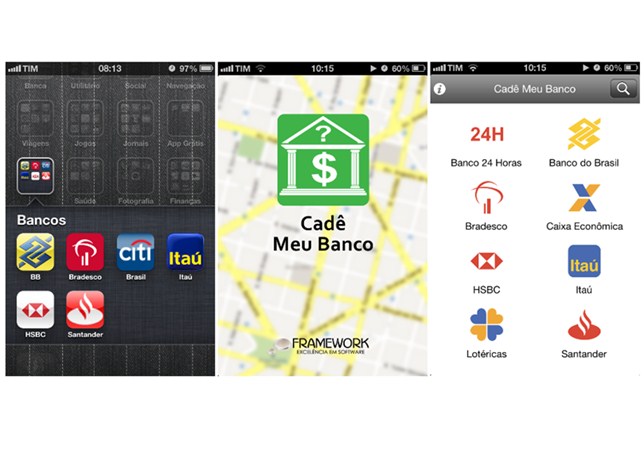 TIM 08:13 97%
Banca Utilitário Social Navegação
Viagens Jogos Jornais App Grátis
Saúde Fotografia Finanças
Bancos
BB Bradesco Brasil Itaú
citi Itaú
HSBC Santander
TIM 10:15 60%
?
$
Cadê
Meu Banco
FRAMEWORK
EXCELÊNCIA EM SOFTWARE
TIM 10:15 60%
i Cadê Meu Banco
24H
Banco 24 Horas Banco do Brasil
Bradesco Caixa Econômica
Itaú
HSBC Itaú
Lotéricas Santander